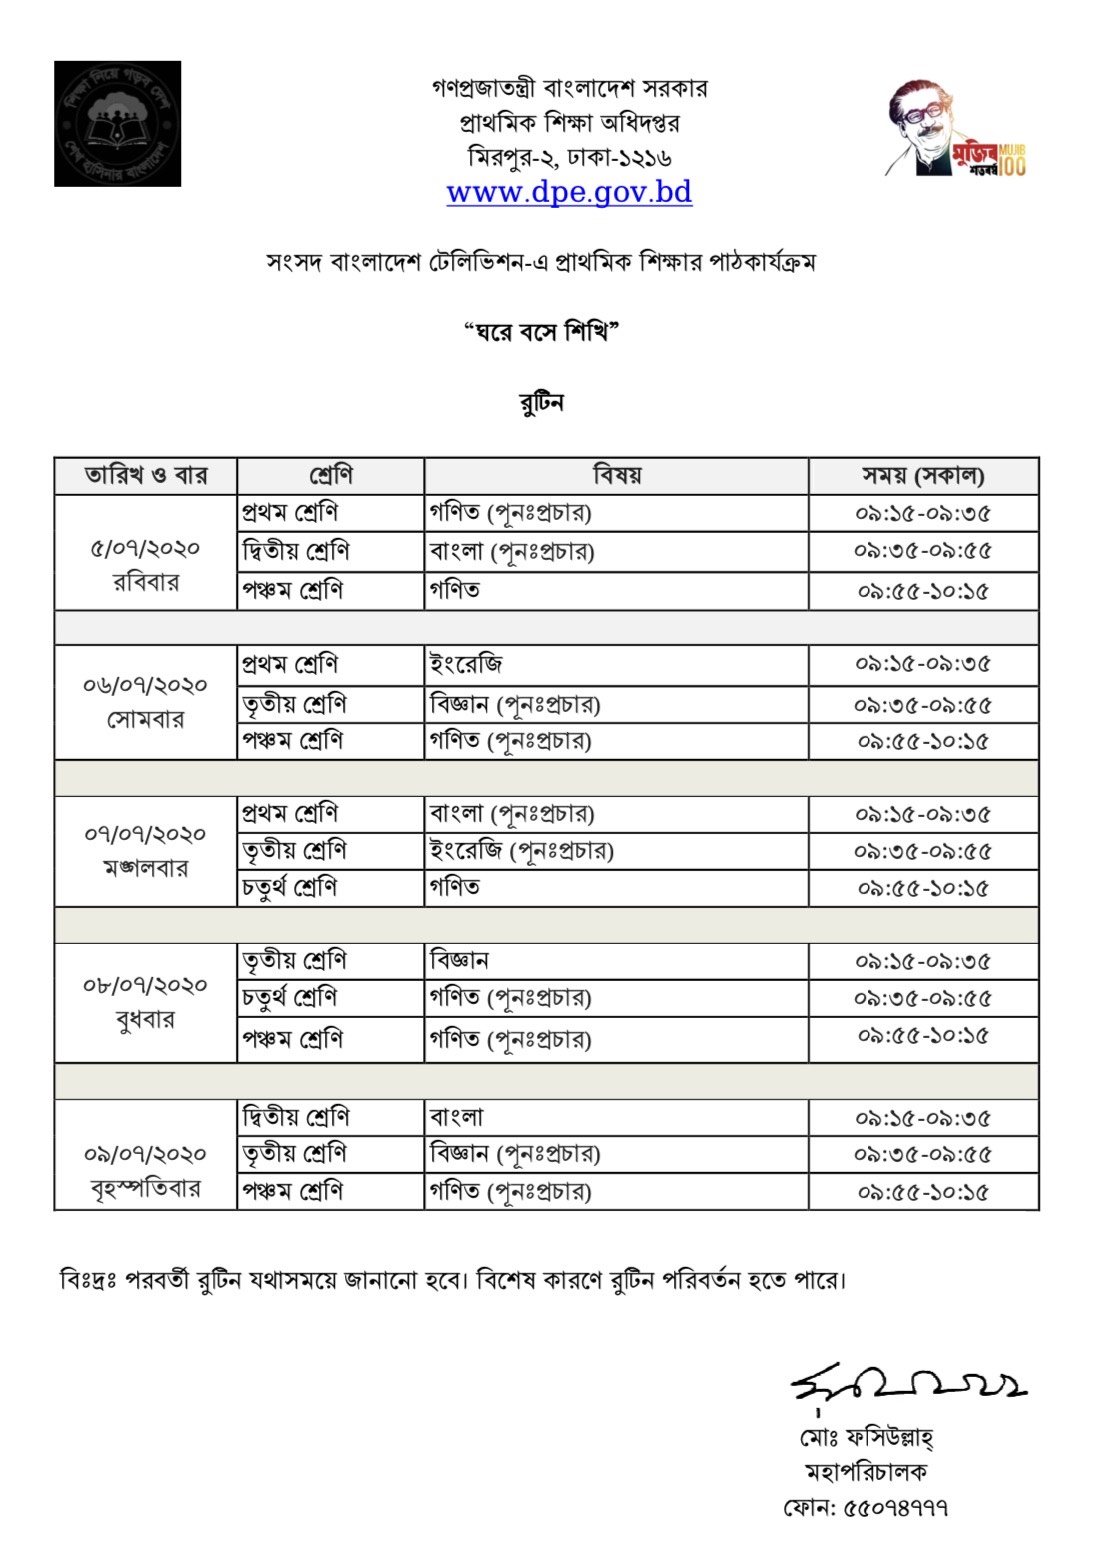 শিক্ষা নিয়ে গড়ব দেশ
শেখ হাসিনার বাংলাদেশ
গণপ্রজাতন্ত্রী বাংলাদেশ সরকার
প্রাথমিক শিক্ষা অধিদপ্তর
মিরপুর-২, ঢাকা-১২১৬
www.dpe.gov.bd
মুজিব MUJIB
শতবর্ষ 100
সংসদ বাংলাদেশ টেলিভিশন-এ প্রাথমিক শিক্ষার পাঠকার্যক্রম
“ঘরে বসে শিখি”
রুটিন
তারিখ ও বার শ্রেণি বিষয় সময় (সকাল)
৫/০৭/২০২০ রবিবার
প্রথম শ্রেণি গণিত (পূনঃপ্রচার) ০৯:১৫-০৯:৩৫
দ্বিতীয় শ্রেণি বাংলা (পূনঃপ্রচার) ০৯:৩৫-০৯:৫৫
পঞ্চম শ্রেণি গণিত ০৯:৫৫-১০:১৫
০৬/০৭/২০২০ সোমবার
প্রথম শ্রেণি ইংরেজি ০৯:১৫-০৯:৩৫
তৃতীয় শ্রেণি বিজ্ঞান (পূনঃপ্রচার) ০৯:৩৫-০৯:৫৫
পঞ্চম শ্রেণি গণিত (পূনঃপ্রচার) ০৯:৫৫-১০:১৫
০৭/০৭/২০২০ মঙ্গলবার
প্রথম শ্রেণি বাংলা (পূনঃপ্রচার) ০৯:১৫-০৯:৩৫
তৃতীয় শ্রেণি ইংরেজি (পূনঃপ্রচার) ০৯:৩৫-০৯:৫৫
চতুর্থ শ্রেণি গণিত ০৯:৫৫-১০:১৫
০৮/০৭/২০২০ বুধবার
তৃতীয় শ্রেণি বিজ্ঞান ০৯:১৫-০৯:৩৫
চতুর্থ শ্রেণি গণিত (পূনঃপ্রচার) ০৯:৩৫-০৯:৫৫
পঞ্চম শ্রেণি গণিত (পূনঃপ্রচার) ০৯:৫৫-১০:১৫
০৯/০৭/২০২০ বৃহস্পতিবার
দ্বিতীয় শ্রেণি বাংলা ০৯:১৫-০৯:৩৫
তৃতীয় শ্রেণি বিজ্ঞান (পূনঃপ্রচার) ০৯:৩৫-০৯:৫৫
পঞ্চম শ্রেণি গণিত (পূনঃপ্রচার) ০৯:৫৫-১০:১৫
বিঃদ্রঃ পরবর্তী রুটিন যথাসময়ে জানানো হবে। বিশেষ কারণে রুটিন পরিবর্তন হতে পারে।
মোঃ ফসিউল্লাহ্
মহাপরিচালক
ফোন: ৫৫০৭৪৭৭৭